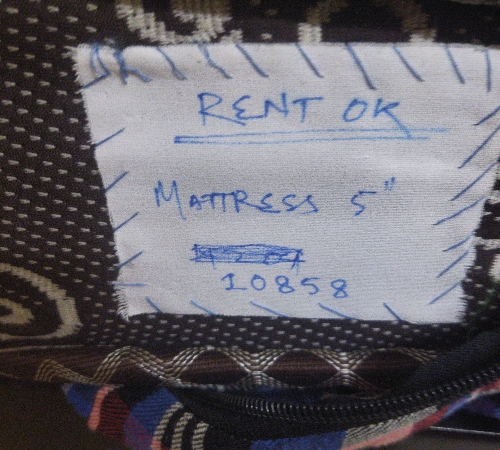 RENT OK
MATTRESS 5"
10858